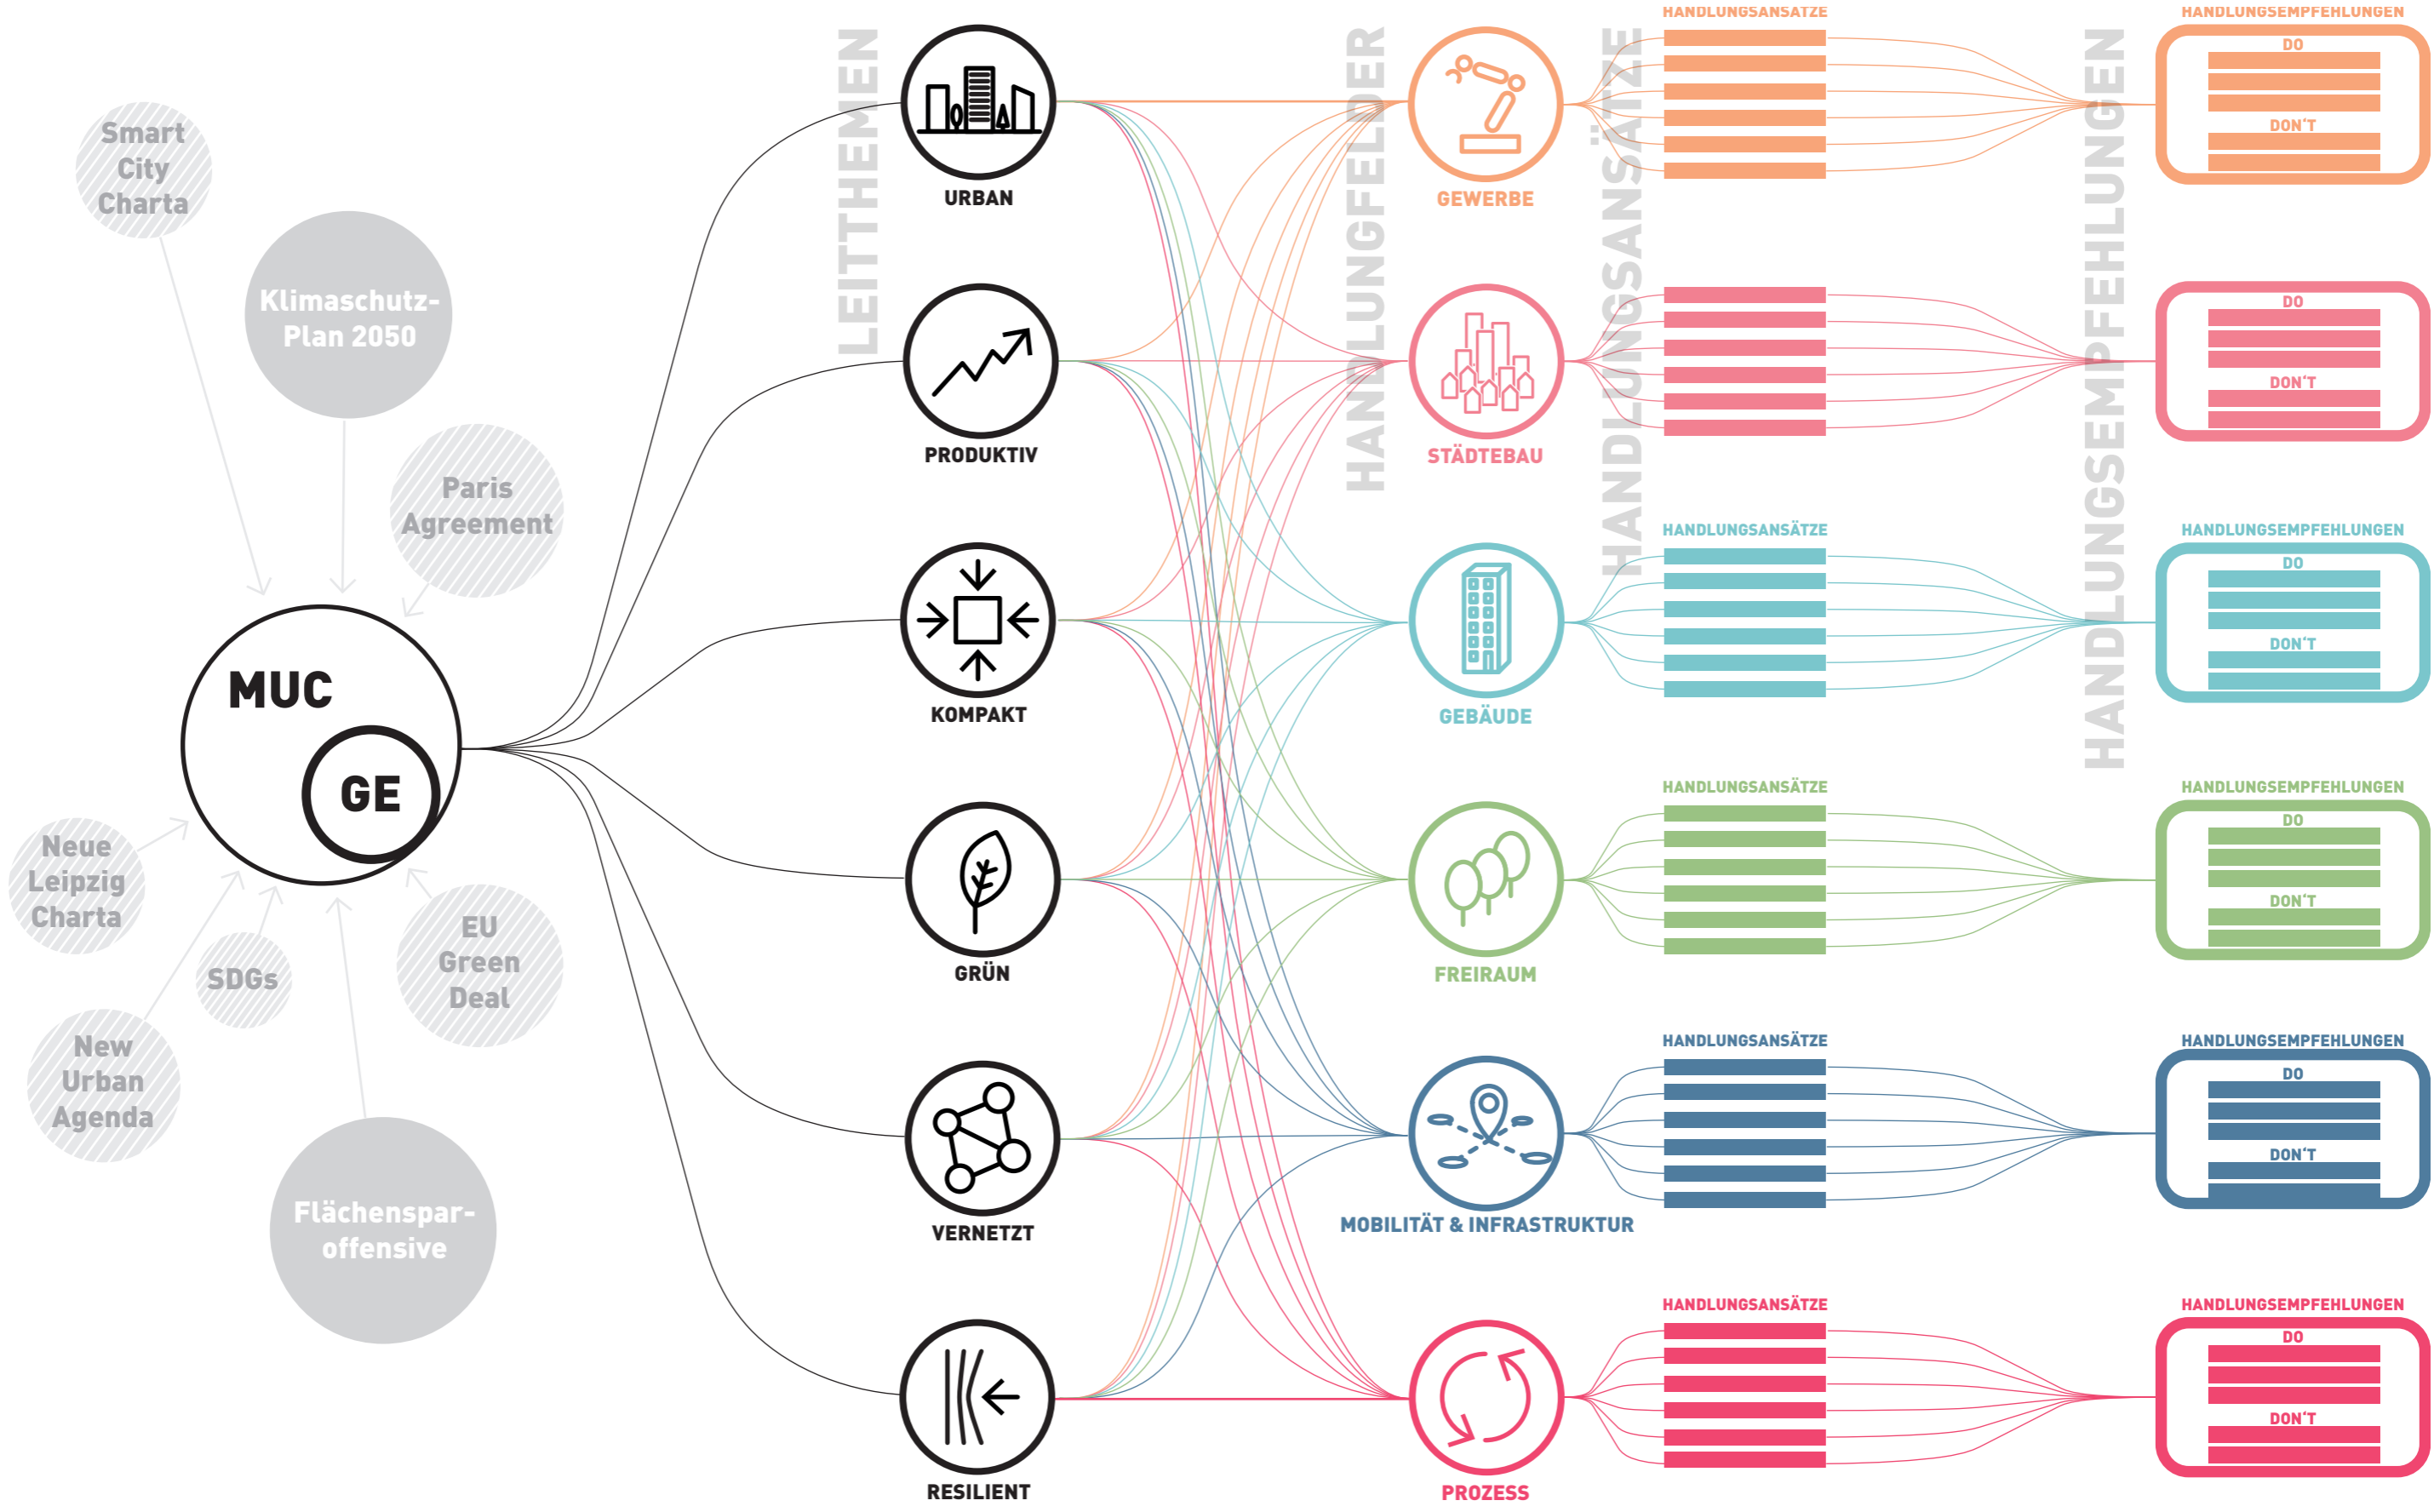 Smart
City
Charta
Klimaschutz-
Plan 2050
Paris
Agreement
MUC
GE
Neue
Leipzig
Charta
SDGs
EU
Green
Deal
New
Urban
Agenda
Flächenspar-
offensive
LEITTHEMEN
URBAN
PRODUKTIV
KOMPAKT
GRÜN
VERNETZT
RESILIENT
HANDLUNGFELDER
GEWERBE
STÄDTEBAU
GEBÄUDE
FREIRAUM
MOBILITÄT & INFRASTRUKTUR
PROZESS
HANDLUNGSANSÄTZE
HANDLUNGSANSÄTZE
HANDLUNGSANSÄTZE
HANDLUNGSANSÄTZE
HANDLUNGSANSÄTZE
HANDLUNGSANSÄTZE
HANDLUNGSEMPFEHLUNGEN
HANDLUNGSEMPFEHLUNGEN
DO
DON'T
DO
DON'T
HANDLUNGSEMPFEHLUNGEN
DO
DON'T
HANDLUNGSEMPFEHLUNGEN
DO
DON'T
HANDLUNGSEMPFEHLUNGEN
DO
DON'T
HANDLUNGSEMPFEHLUNGEN
DO
DON'T